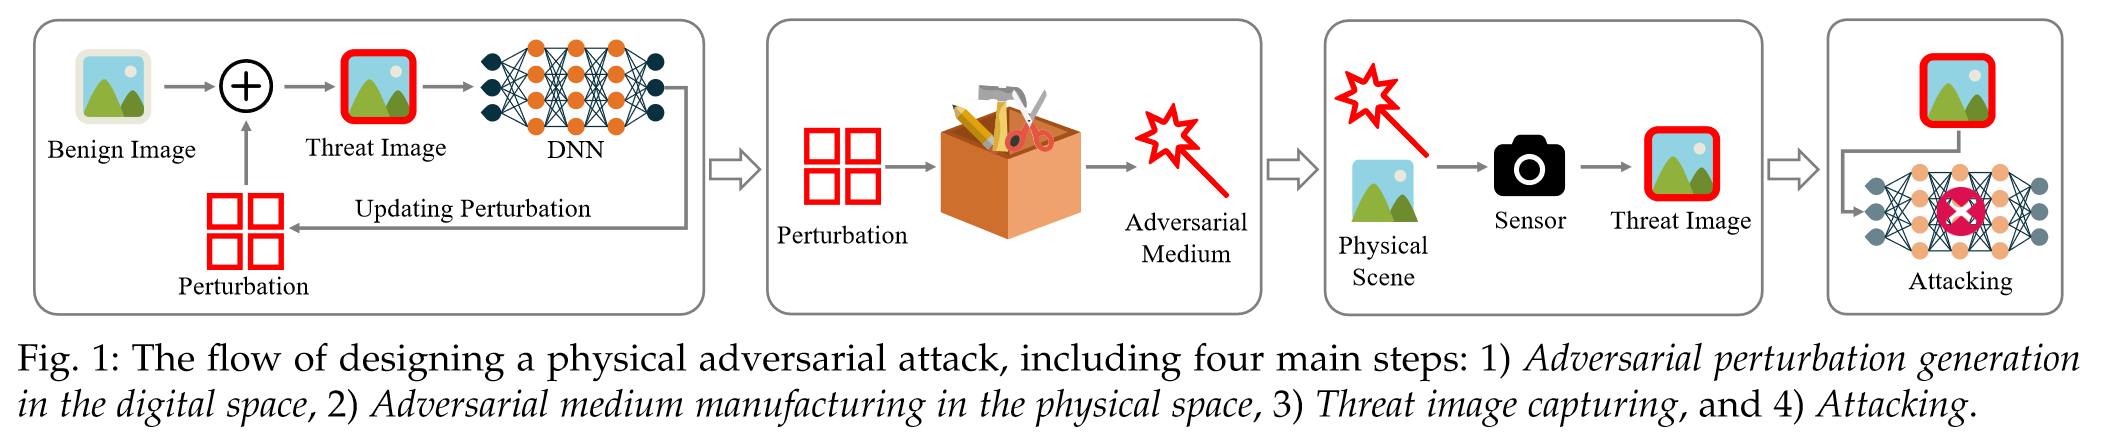 Benign Image
Threat Image
DNN
Updating Perturbation
Perturbation
Perturbation
Adversarial
Medium
Physical
Scene
Sensor
Threat Image
Attacking
Fig. 1: The flow of designing a physical adversarial attack, including four main steps: 1) Adversarial perturbation generation
in the digital space, 2) Adversarial medium manufacturing in the physical space, 3) Threat image capturing, and 4) Attacking.